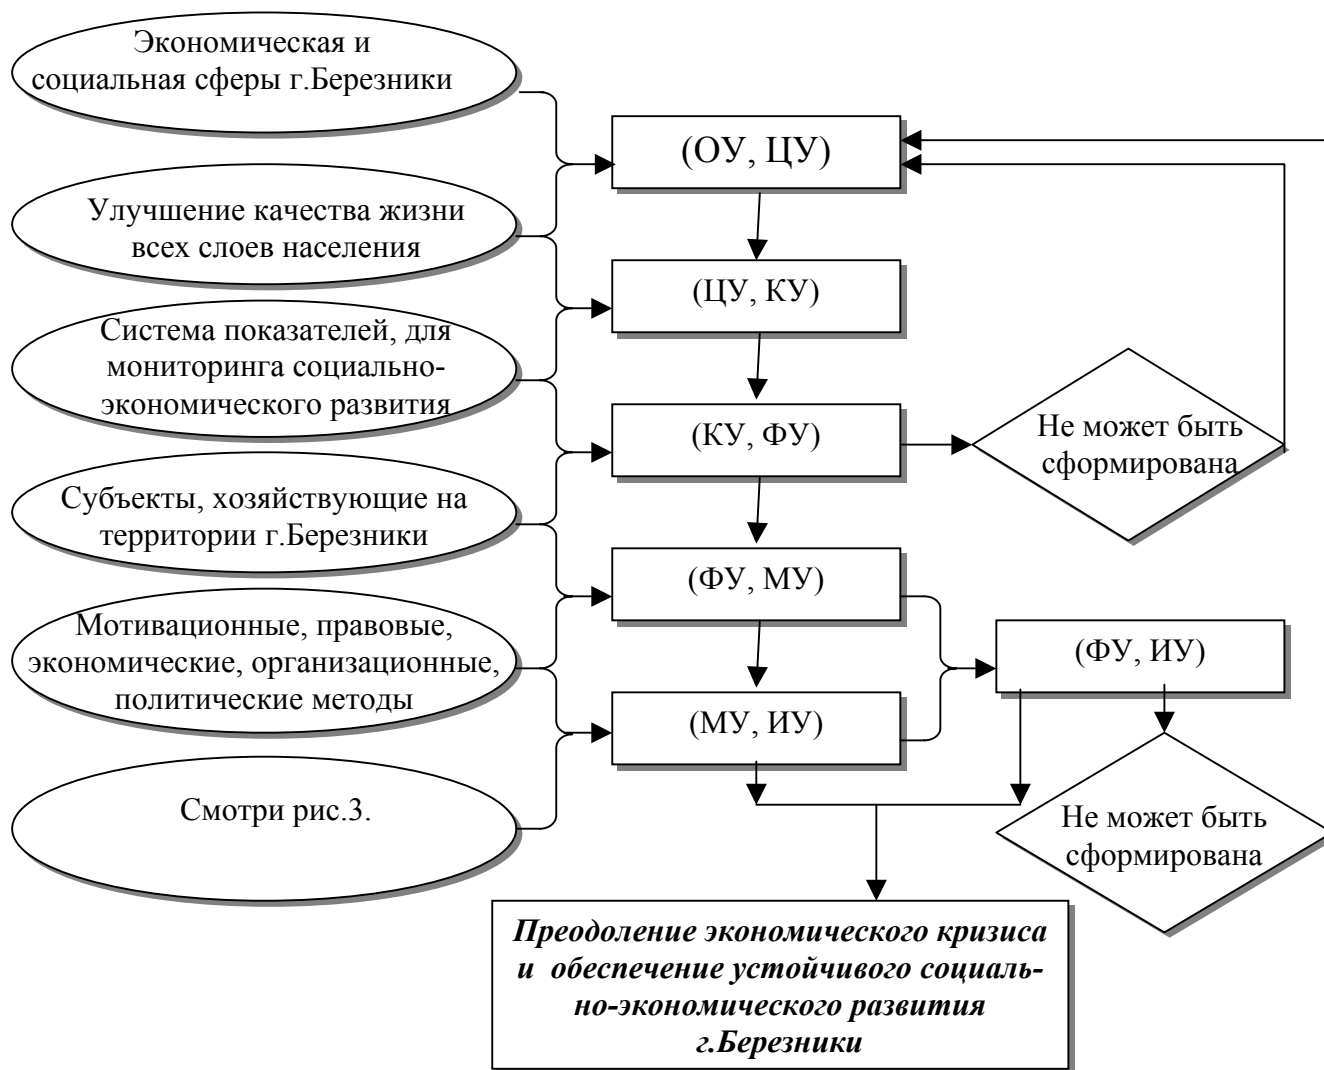 Экономическая и
социальная сферы г.Березники
(ОУ, ЦУ)
Улучшение качества жизни
всех слоев населения
(ЦУ, КУ)
Система показателей, для
мониторинга социально-
экономического развития
(КУ, ФУ)
Не может быть
сформирована
Субъекты, хозяйствующие на
территории г.Березники
(ФУ, МУ)
Мотивационные, правовые,
экономические, организационные,
политические методы
(ФУ, ИУ)
(МУ, ИУ)
Смотри рис.3.
Не может быть
сформирована
Преодоление экономического кризиса
и обеспечение устойчивого социаль-
но-экономического развития
г.Березники